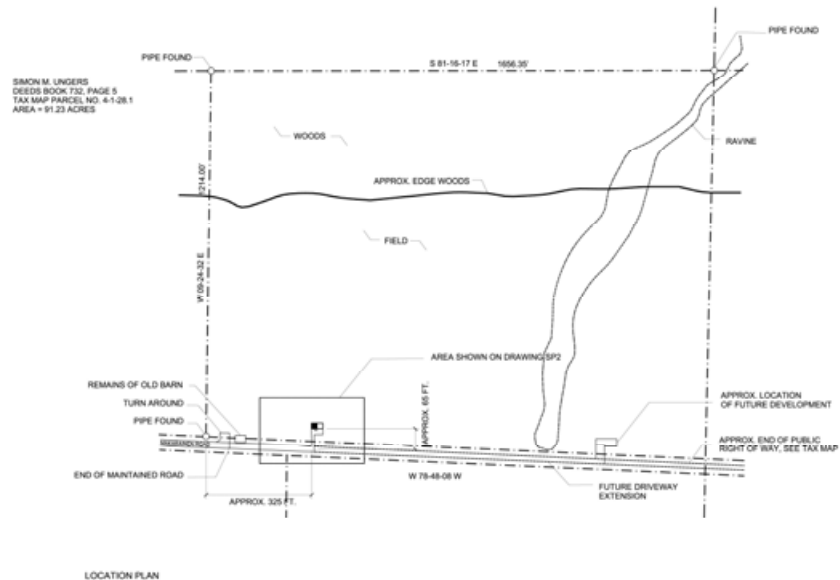 PIPE FOUND
PIPE FOUND
S 81-16-17 E 1656.35'
SIMON M. UNGERS
DEEDS BOOK 732, PAGE 5
TAX MAP PARCEL NO. 4-1-28.1
AREA = 91.23 ACRES
WOODS
RAVINE
1214.00'
APPROX. EDGE WOODS
FIELD
W 09-24-32 E
AREA SHOWN ON DRAWING SP2
REMAINS OF OLD BARN
TURN AROUND
PIPE FOUND
APPROX. 65 FT.
APPROX. LOCATION
OF FUTURE DEVELOPMENT
APPROX. END OF PUBLIC
RIGHT OF WAY, SEE TAX MAP
END OF MAINTAINED ROAD
W 78-48-08 W
FUTURE DRIVEWAY
EXTENSION
APPROX. 325 FT.
LOCATION PLAN